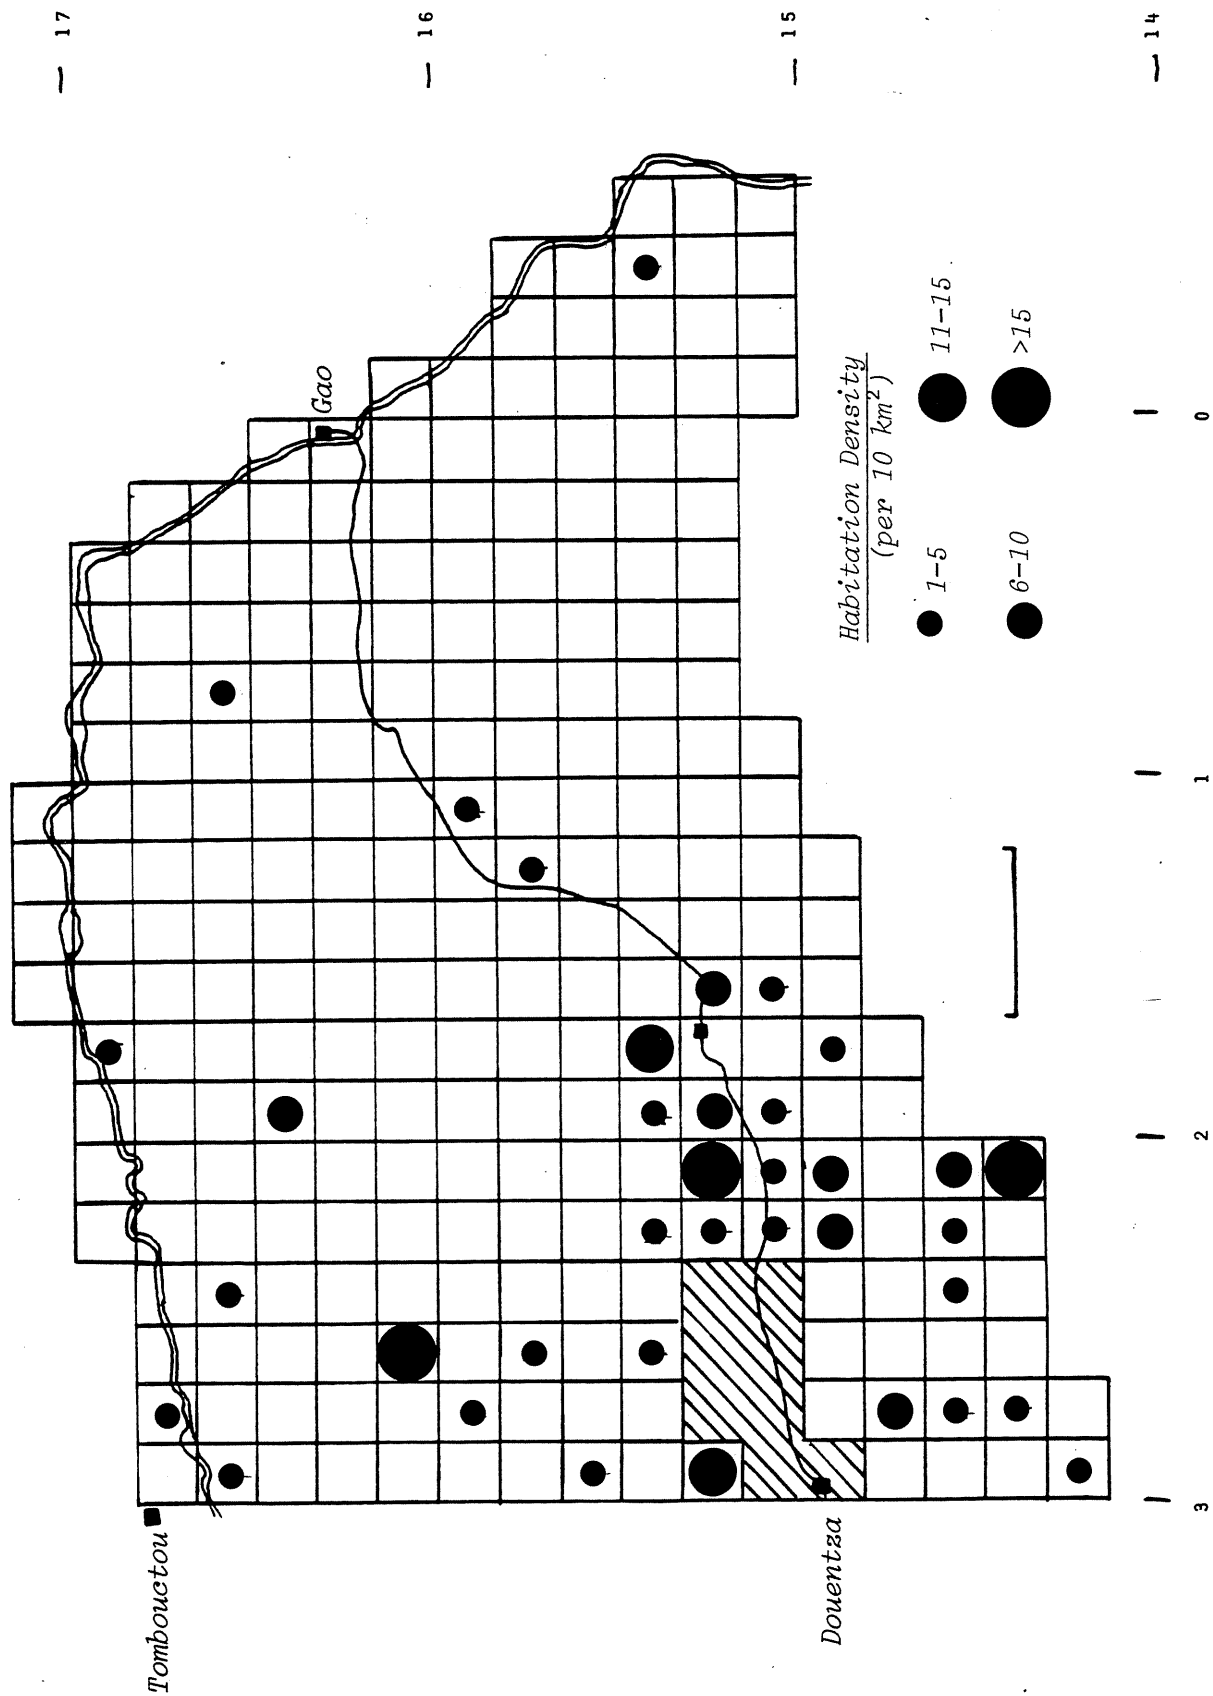 17
16
15
14
Gao
Tombouctou
Douentza
Habitation Density
(per 10 km²)
1-5
11-15
6-10
>15
3
2
1
0